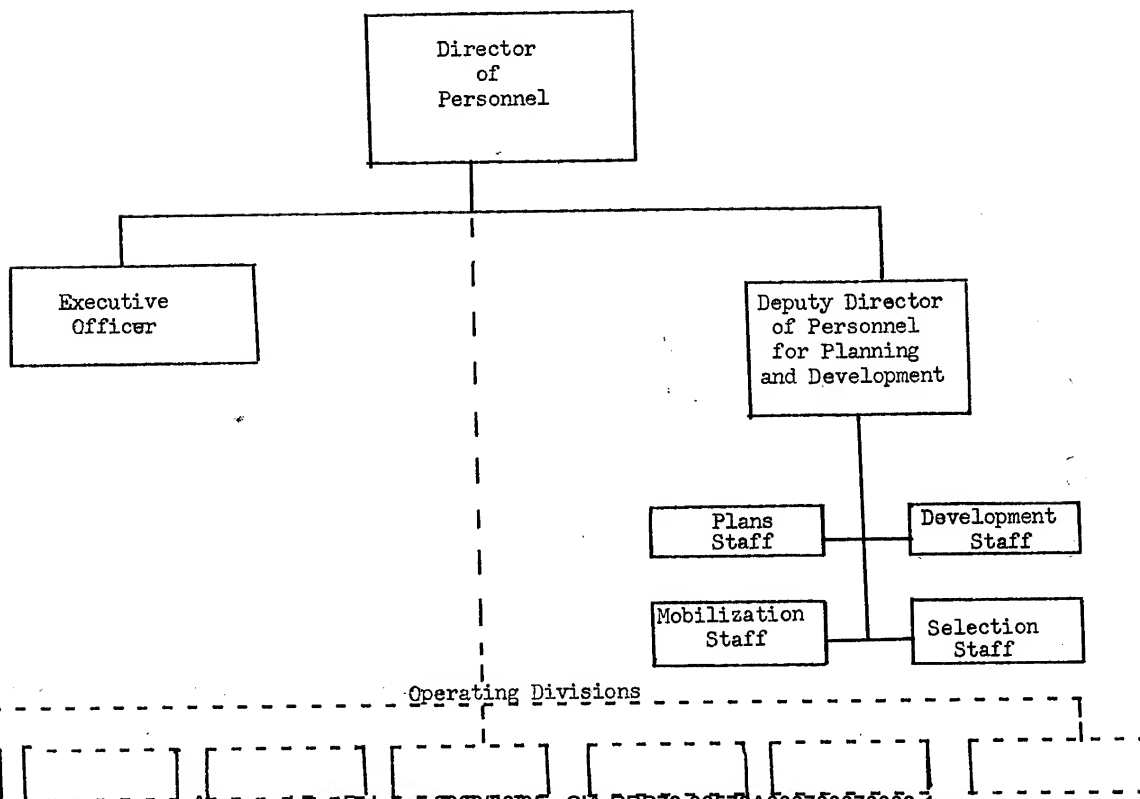 Director
of
Personnel
Executive
Officer
Deputy Director
of Personnel
for Planning
and Development
Plans
Staff
Development
Staff
Mobilization
Staff
Selection
Staff
Operating Divisions